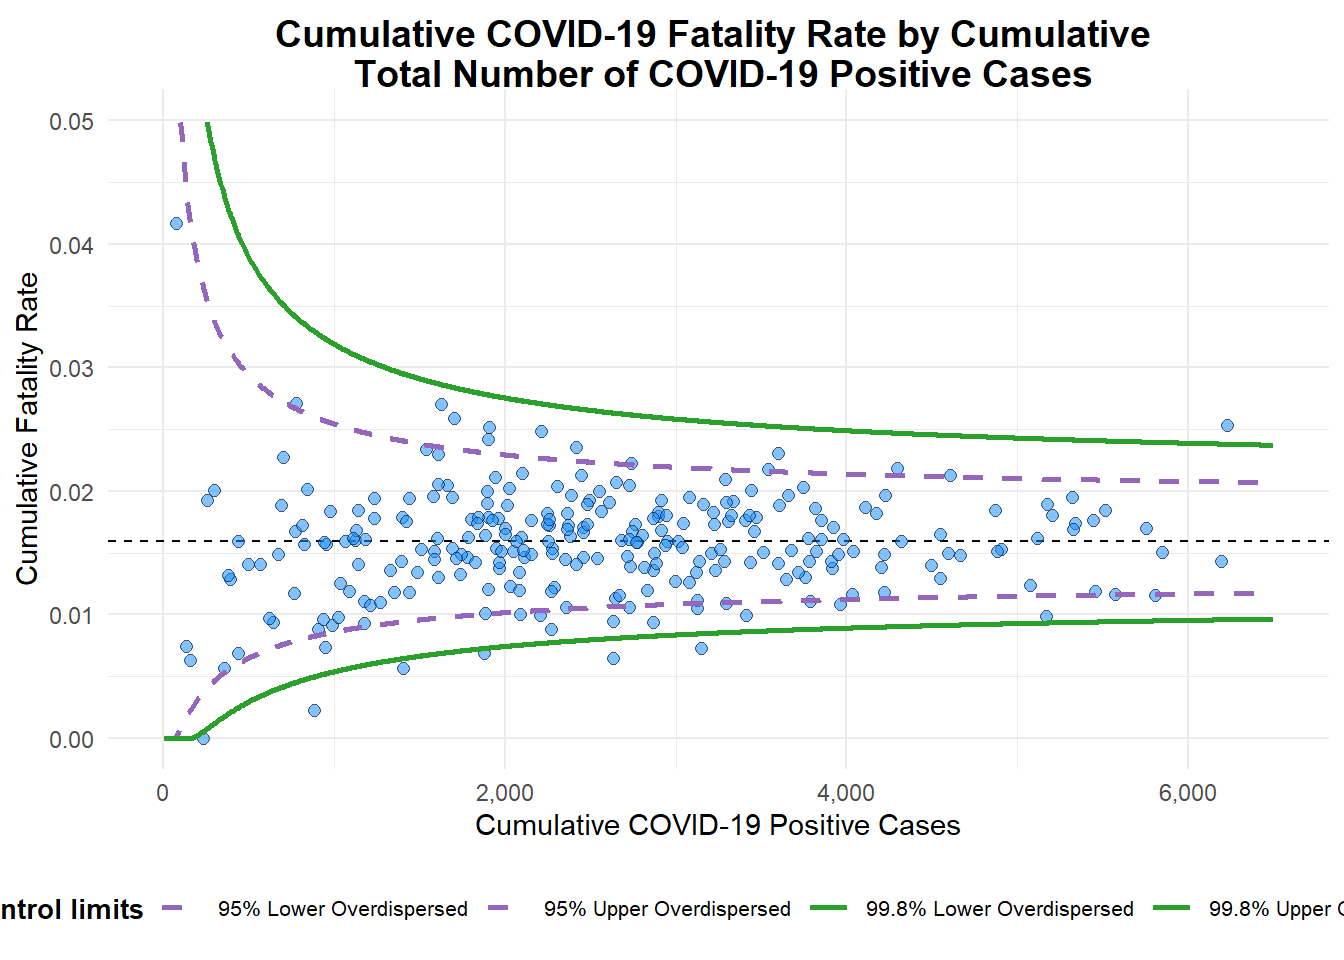 Cumulative COVID-19 Fatality Rate by Cumulative
Total Number of COVID-19 Positive Cases
Cumulative Fatality Rate
0.05
0.04
0.03
0.02
0.01
0.00
0
2,000
4,000
6,000
Cumulative COVID-19 Positive Cases
ntrol limits
95% Lower Overdispersed
95% Upper Overdispersed
99.8% Lower Overdispersed
99.8% Upper O